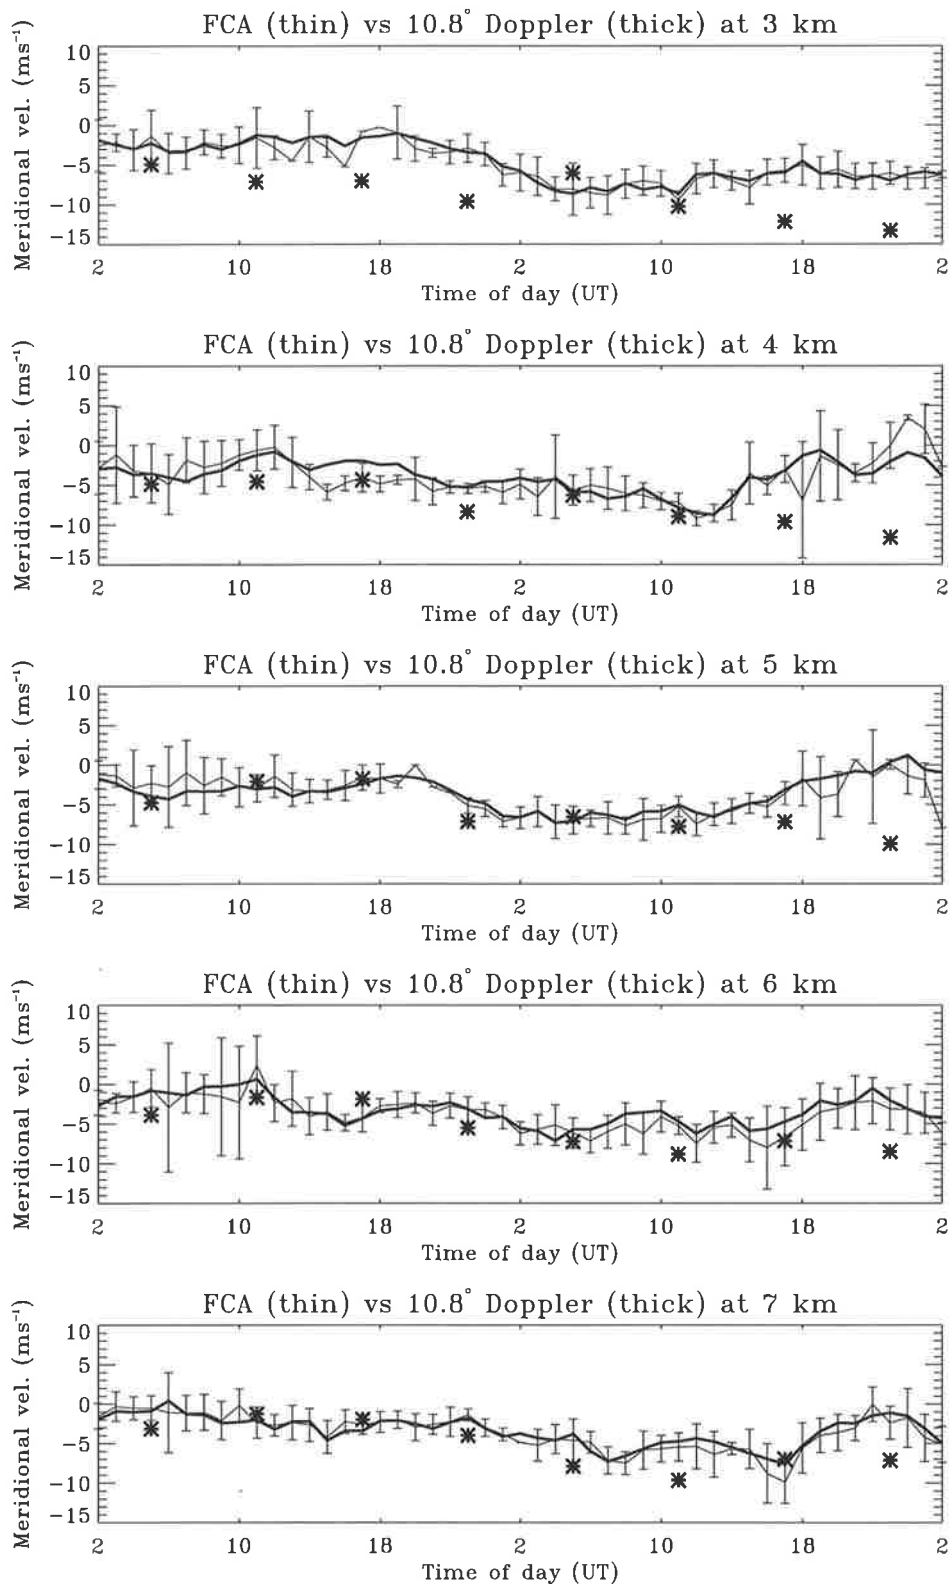 FCA (thin) vs 10.8° Doppler (thick) at 3 km
Meridional vel. (ms⁻¹)
10
5
0
−5
−10
−15
2 10 18 2 10 18 2
Time of day (UT)
FCA (thin) vs 10.8° Doppler (thick) at 4 km
Meridional vel. (ms⁻¹)
10
5
0
−5
−10
−15
2 10 18 2 10 18 2
Time of day (UT)
FCA (thin) vs 10.8° Doppler (thick) at 5 km
Meridional vel. (ms⁻¹)
10
5
0
−5
−10
−15
2 10 18 2 10 18 2
Time of day (UT)
FCA (thin) vs 10.8° Doppler (thick) at 6 km
Meridional vel. (ms⁻¹)
10
5
0
−5
−10
−15
2 10 18 2 10 18 2
Time of day (UT)
FCA (thin) vs 10.8° Doppler (thick) at 7 km
Meridional vel. (ms⁻¹)
10
5
0
−5
−10
−15
2 10 18 2 10 18 2
Time of day (UT)